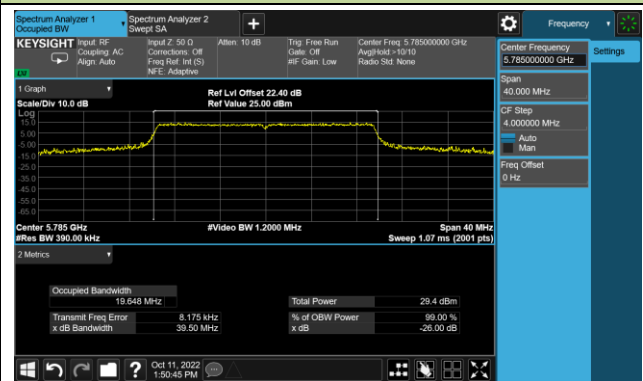 Spectrum Analyzer 1
Occupied BW
Spectrum Analyzer 2
Swept SA
+
Frequency
KEYSIGHT
Input: RF
Coupling: AC
Align: Auto
Input Z: 50 Ω
Corrections: Off
Freq Ref: Int (S)
NFE: Adaptive
Atten: 10 dB
Trig: Free Run
Gate: Off
#IF Gain: Low
Center Freq: 5.785000000 GHz
Avg|Hold:>10/10
Radio Std: None
Center Frequency
5.785000000 GHz
Settings
Span
40.000 MHz
CF Step
4.000000 MHz
Auto
Man
Freq Offset
0 Hz
1 Graph
Scale/Div 10.0 dB
Ref Lvl Offset 22.40 dB
Ref Value 25.00 dBm
Log
15.0
5.00
-5.00
-15.0
-25.0
-35.0
-45.0
-55.0
-65.0
Center 5.785 GHz
#Res BW 390.00 kHz
#Video BW 1.2000 MHz
Span 40 MHz
Sweep 1.07 ms (2001 pts)
2 Metrics
Occupied Bandwidth
19.648 MHz
Total Power 29.4 dBm
Transmit Freq Error 8.175 kHz
% of OBW Power 99.00 %
x dB Bandwidth 39.50 MHz
x dB -26.00 dB
?
Oct 11, 2022
1:50:45 PM